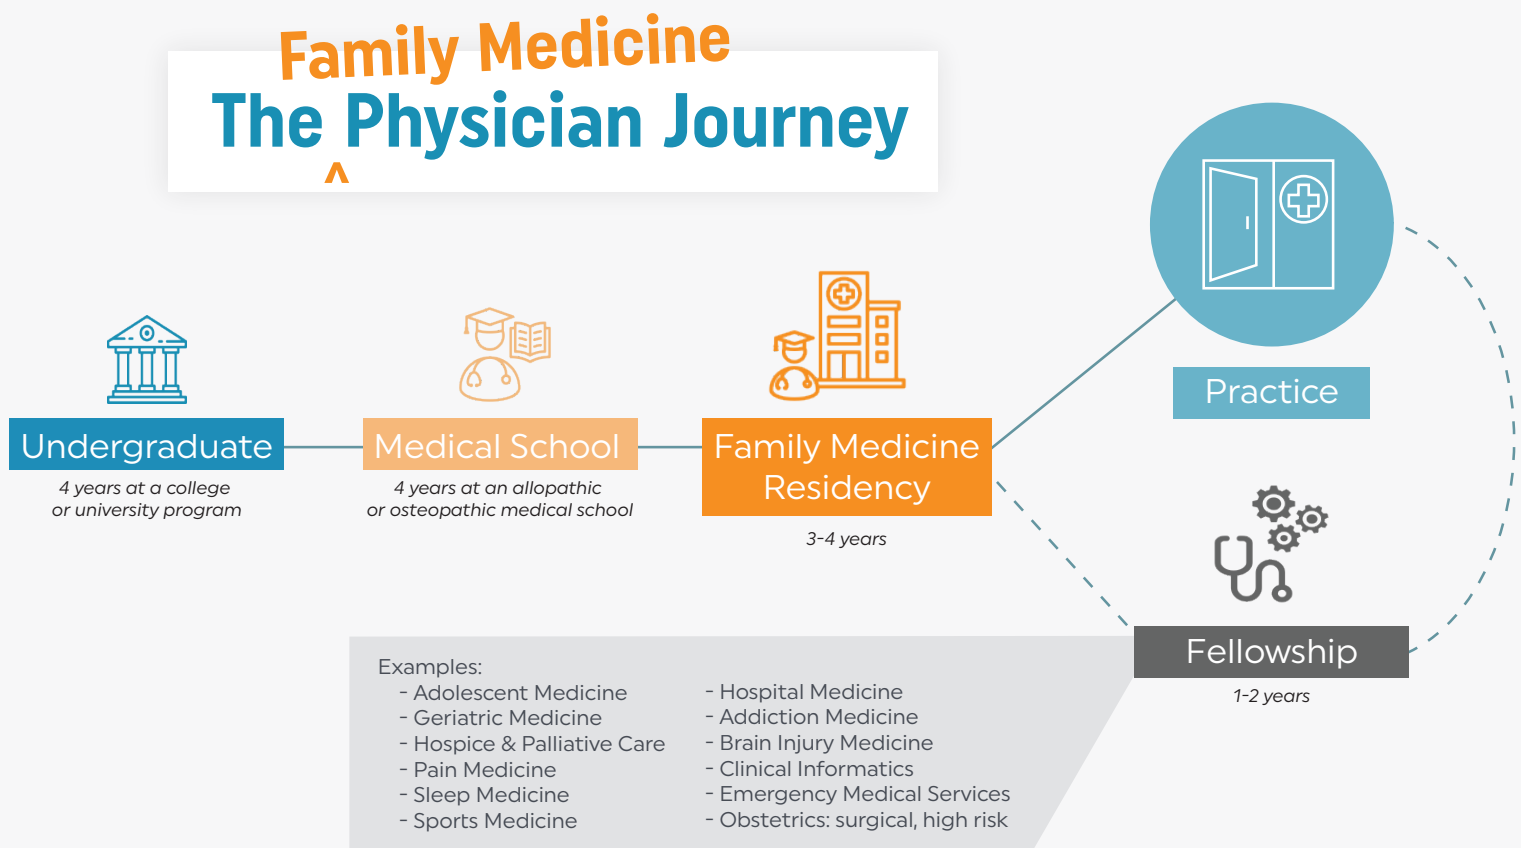 Family Medicine
The Physician Journey
^
Practice
Undergraduate
4 years at a college
or university program
Medical School
4 years at an allopathic
or osteopathic medical school
Family Medicine
Residency
3-4 years
Fellowship
1-2 years
Examples:
- Adolescent Medicine
- Geriatric Medicine
- Hospice & Palliative Care
- Pain Medicine
- Sleep Medicine
- Sports Medicine
- Hospital Medicine
- Addiction Medicine
- Brain Injury Medicine
- Clinical Informatics
- Emergency Medical Services
- Obstetrics: surgical, high risk